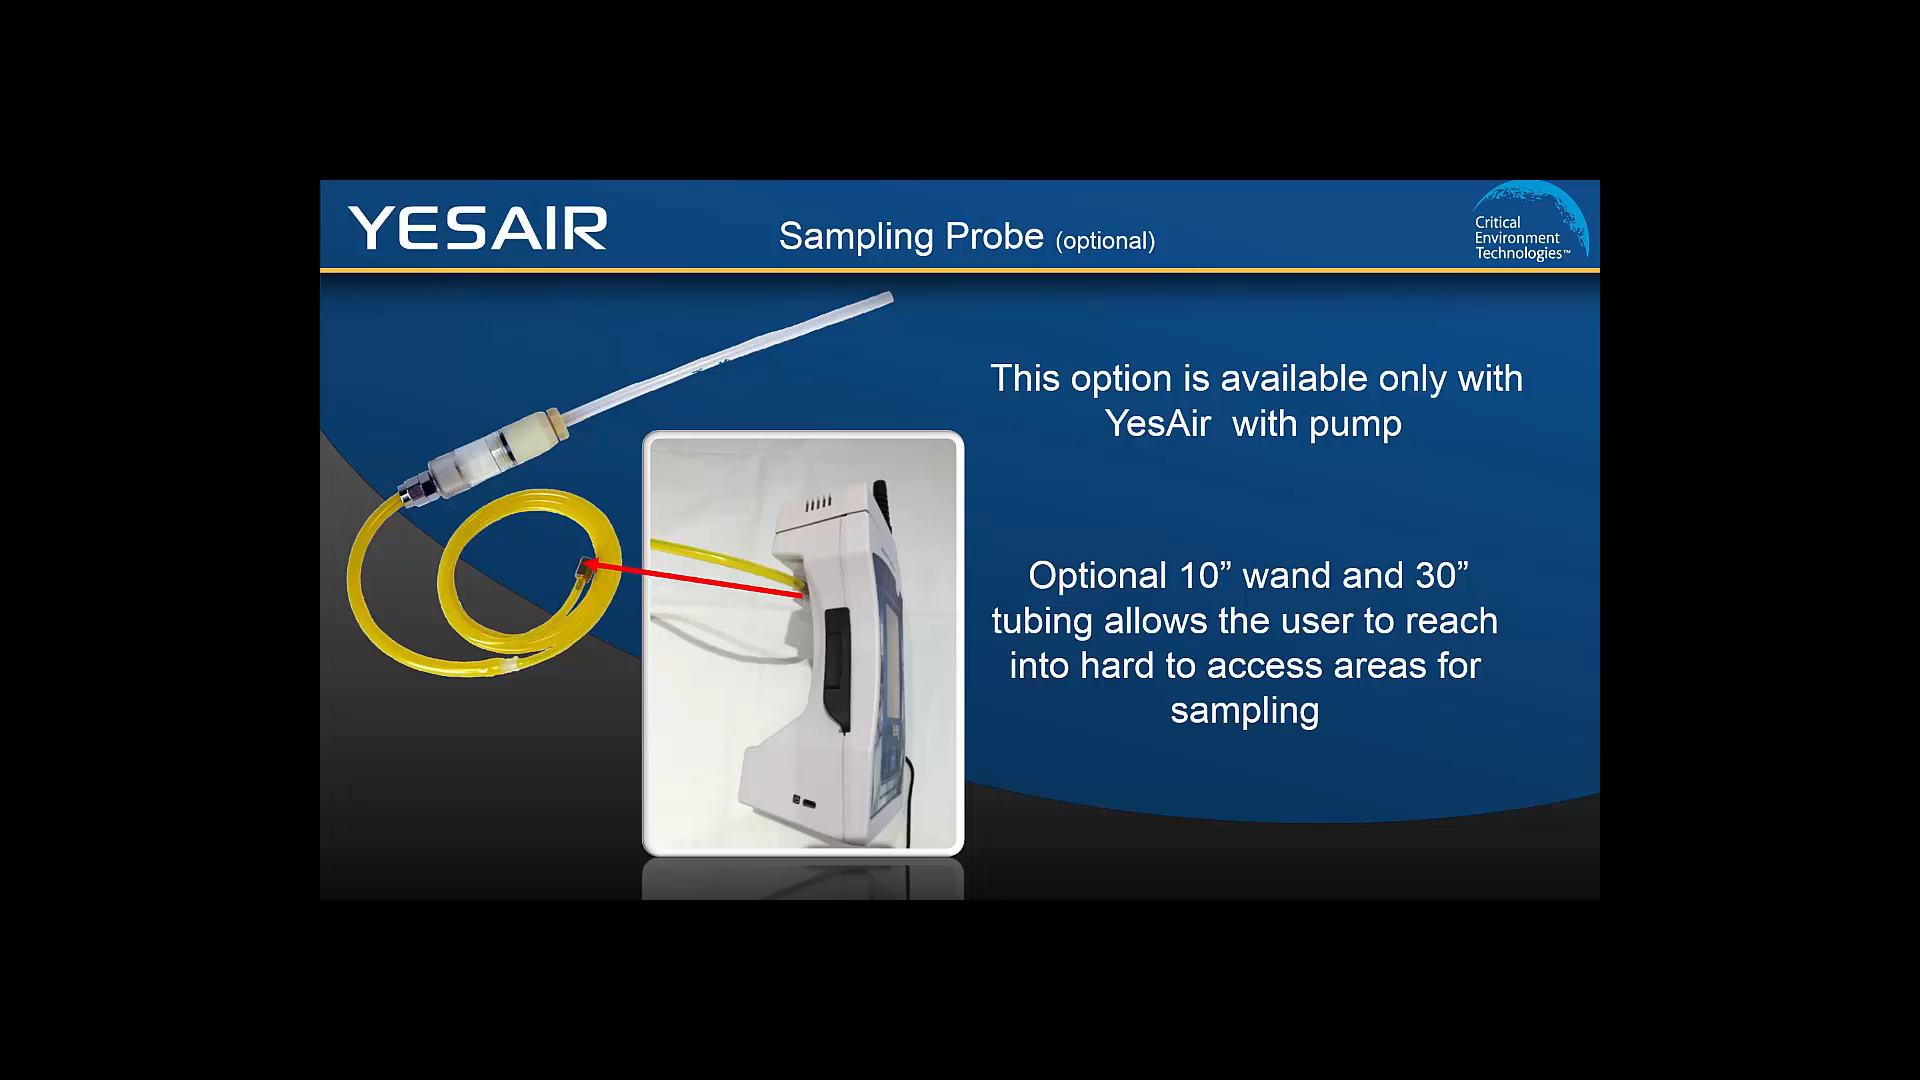 YESAIR
Sampling Probe (optional)
Critical
Environment
Technologies™
This option is available only with
YesAir with pump
Optional 10” wand and 30”
tubing allows the user to reach
into hard to access areas for
sampling